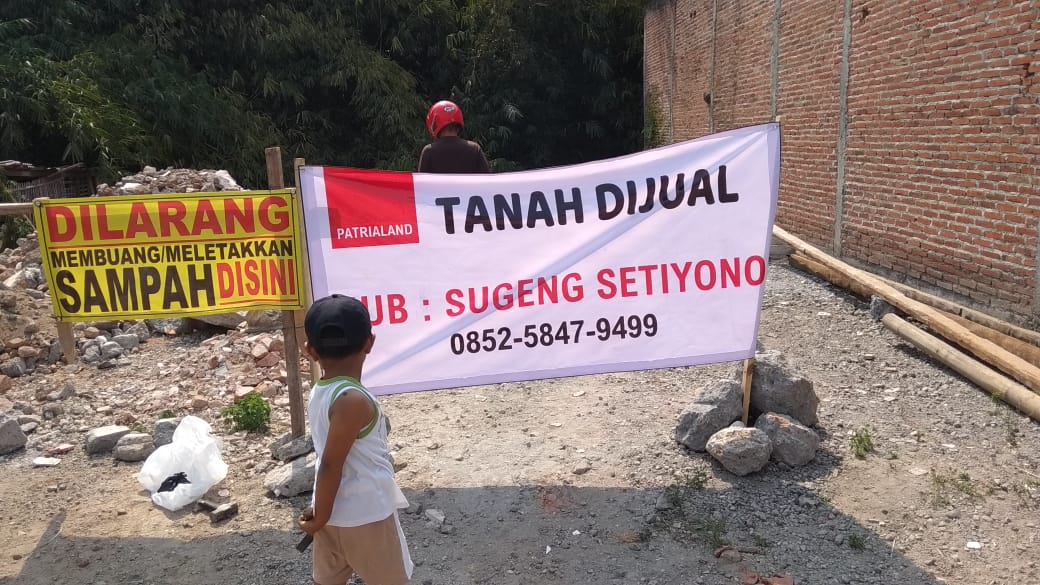 DILARANG
MEMBUANG/MELETAKKAN
SAMPAH DISINI
PATRIALAND
TANAH DIJUAL
UB : SUGENG SETIYONO
0852-5847-9499